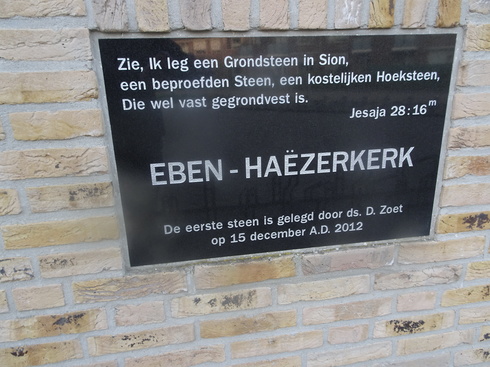 Zie, Ik leg een Grondsteen in Sion,
een beproefden Steen, een kostelijken Hoeksteen,
Die wel vast gegrondvest is.
Jesaja 28:16m
EBEN - HAËZERKERK
De eerste steen is gelegd door ds. D. Zoet
op 15 december A.D. 2012